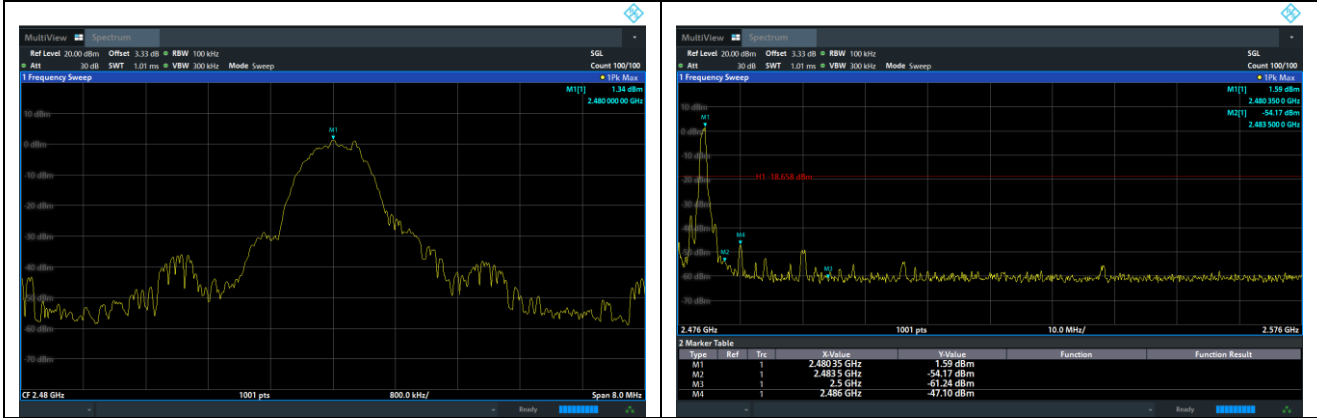 MultiView Spectrum
Ref Level 20.00 dBm Offset 3.33 dB RBW 100 kHz SGL
Att 30 dB SWT 1.01 ms VBW 300 kHz Mode Sweep Count 100/100
1 Frequency Sweep 1Pk Max
M1[1] 1.34 dBm
2.480 000 00 GHz
10 dBm
M1
0 dBm
-10 dBm
-20 dBm
-30 dBm
-40 dBm
-50 dBm
-60 dBm
-70 dBm
CF 2.48 GHz 1001 pts 800.0 kHz/ Span 8.0 MHz
Ready
MultiView Spectrum
Ref Level 20.00 dBm Offset 3.33 dB RBW 100 kHz SGL
Att 30 dB SWT 1.01 ms VBW 300 kHz Mode Sweep Count 100/100
1 Frequency Sweep 1Pk Max
M1[1] 1.59 dBm
2.480 350 0 GHz
M2[1] -54.17 dBm
2.483 500 0 GHz
10 dBm
M1
0 dBm
-10 dBm
H1 -18.658 dBm
-20 dBm
-30 dBm
-40 dBm
M4
-50 dBm
M2
M3
-60 dBm
-70 dBm
2.476 GHz 1001 pts 10.0 MHz/ 2.576 GHz
2 Marker Table
Type Ref Trc X-Value Y-Value Function Function Result
M1 1 2.480 35 GHz 1.59 dBm
M2 1 2.483 5 GHz -54.17 dBm
M3 1 2.5 GHz -61.24 dBm
M4 1 2.486 GHz -47.10 dBm
Ready